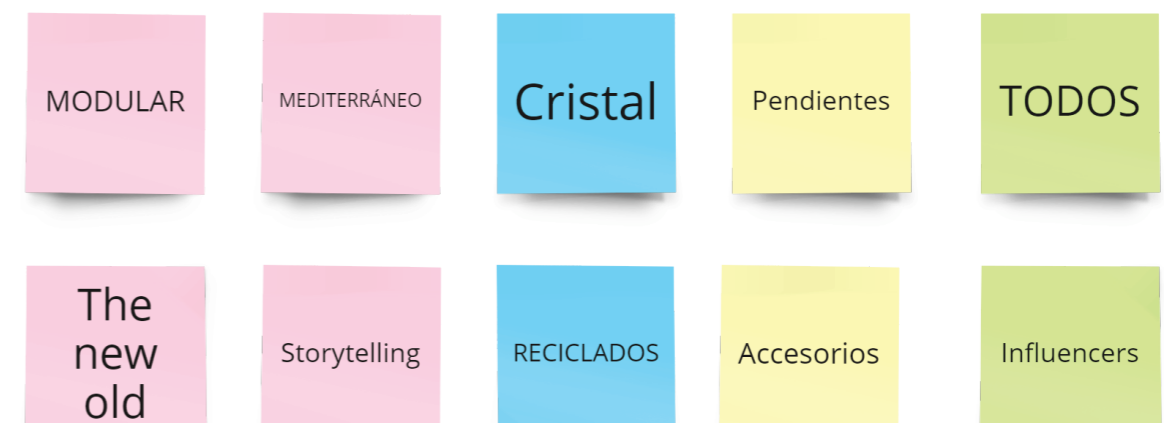 MODULAR
MEDITERRÁNEO
Cristal
Pendientes
TODOS
The
new
old
Storytelling
RECICLADOS
Accesorios
Influencers